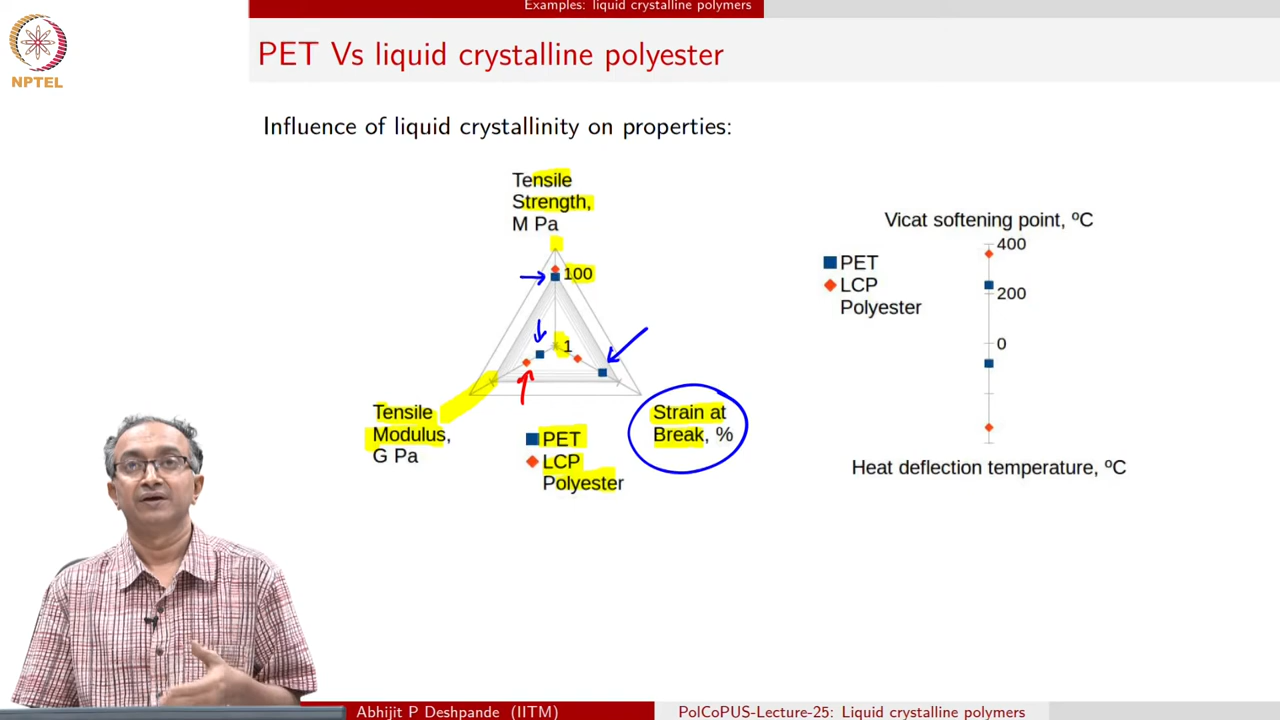 Examples: liquid crystalline polymers
NPTEL
PET Vs liquid crystalline polyester
Influence of liquid crystallinity on properties:
Tensile
Strength,
M Pa
100
1
Tensile
Modulus,
G Pa
Strain at
Break, %
PET
LCP
Polyester
Vicat softening point, ºC
400
PET
LCP
Polyester
200
0
Heat deflection temperature, ºC
Abhijit P Deshpande (IITM)
PolCoPUS-Lecture-25: Liquid crystalline polymers